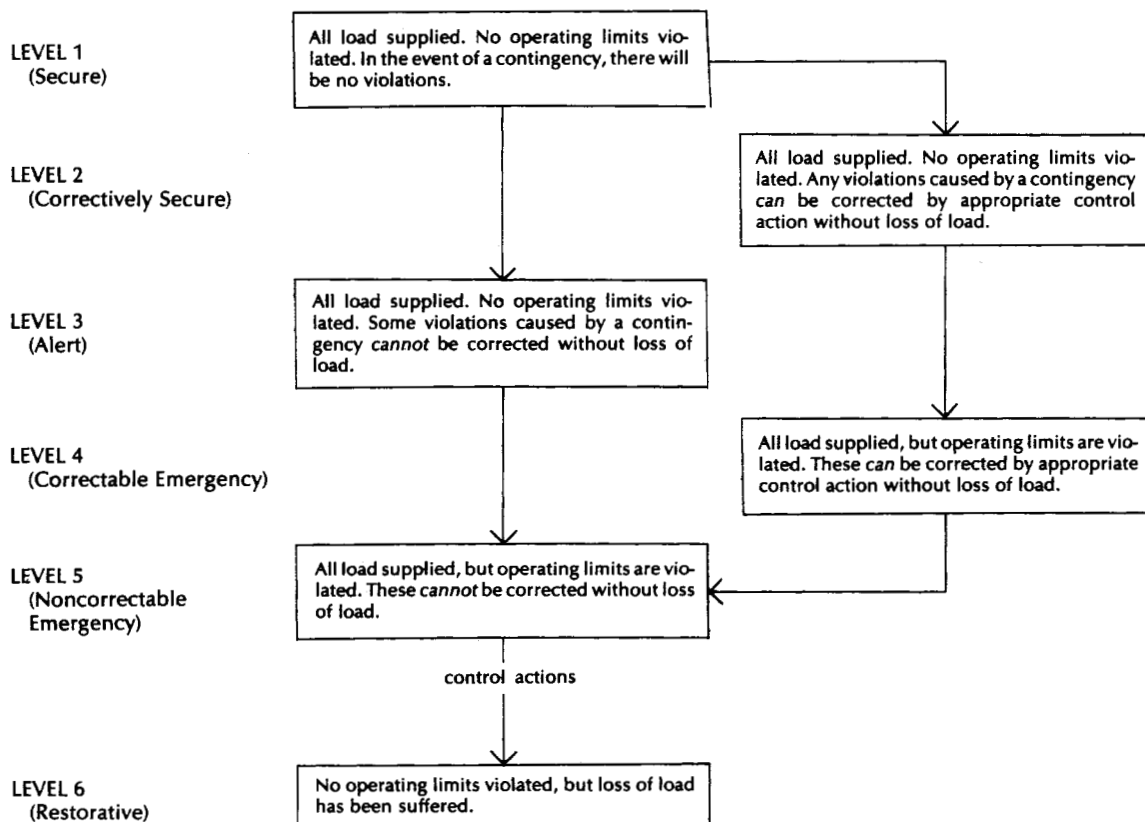 LEVEL 1
(Secure)
All load supplied. No operating limits vio-
lated. In the event of a contingency, there will
be no violations.
LEVEL 2
(Correctively Secure)
All load supplied. No operating limits vio-
lated. Any violations caused by a contingency
can be corrected by appropriate control
action without loss of load.
LEVEL 3
(Alert)
All load supplied. No operating limits vio-
lated. Some violations caused by a contin-
gency cannot be corrected without loss of
load.
LEVEL 4
(Correctable Emergency)
All load supplied, but operating limits are vio-
lated. These can be corrected by appropriate
control action without loss of load.
LEVEL 5
(Noncorrectable
Emergency)
All load supplied, but operating limits are vio-
lated. These cannot be corrected without loss
of load.
control actions
LEVEL 6
(Restorative)
No operating limits violated, but loss of load
has been suffered.